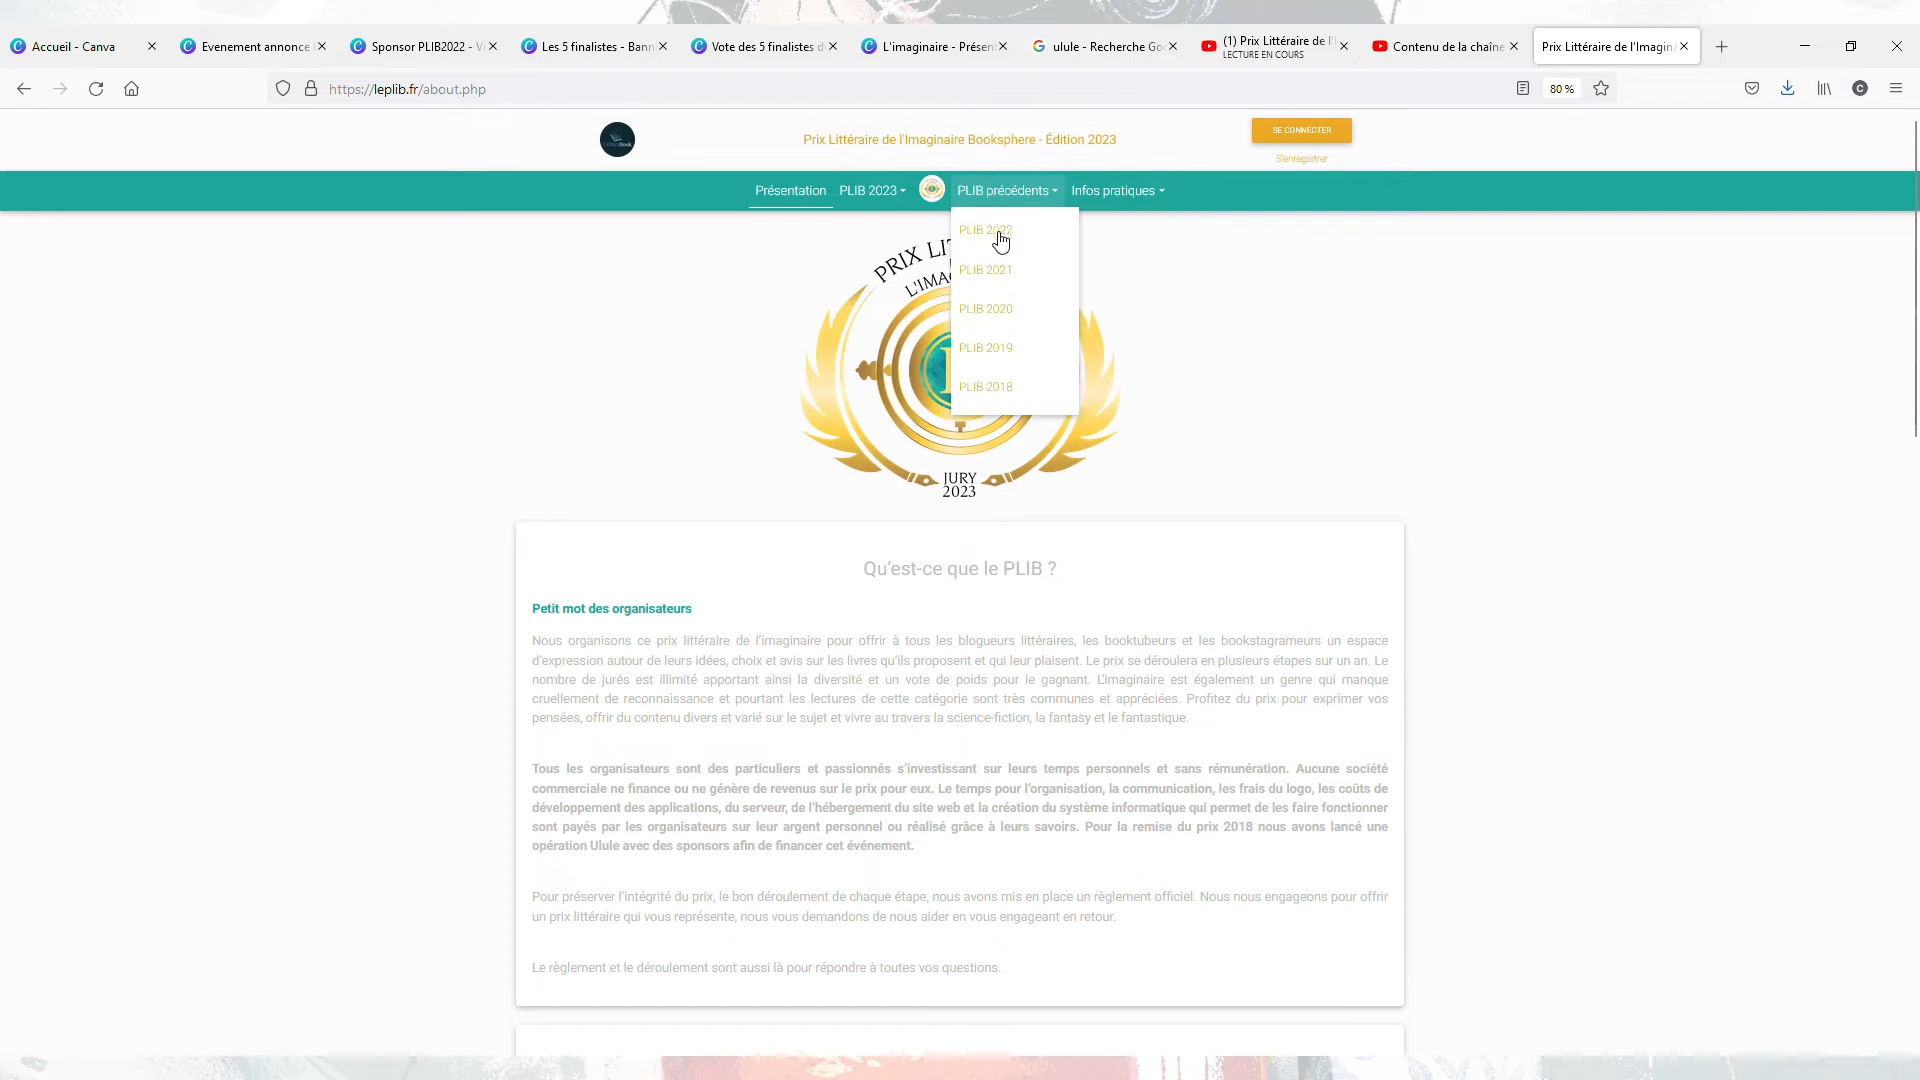 Accueil - Canva
Evenement annonce
Sponsor PLIB2022 - Vi
Les 5 finalistes - Bann
Vote des 5 finalistes d
L'imaginaire - Présen
ulule - Recherche Goo
(1) Prix Littéraire de l'I
LECTURE EN COURS
Contenu de la chaîne
Prix Littéraire de l'Imagina
https://leplib.fr/about.php
80 %
Prix Littéraire de l'Imaginaire Booksphere - Édition 2023
SE CONNECTER
S'enregistrer
Présentation
PLIB 2023
PLIB précédents
Infos pratiques
PLIB 2022
PLIB 2021
PLIB 2020
PLIB 2019
PLIB 2018
PRIX LIT
L'IMA
JURY
2023
Qu'est-ce que le PLIB ?
Petit mot des organisateurs
Nous organisons ce prix littéraire de l'imaginaire pour offrir à tous les blogueurs littéraires, les booktubeurs et les bookstagrameurs un espace
d'expression autour de leurs idées, choix et avis sur les livres qu'ils proposent et qui leur plaisent. Le prix se déroulera en plusieurs étapes sur un an. Le
nombre de jurés est illimité apportant ainsi la diversité et un vote de poids pour le gagnant. L'imaginaire est également un genre qui manque
cruellement de reconnaissance et pourtant les lectures de cette catégorie sont très communes et appréciées. Profitez du prix pour exprimer vos
pensées, offrir du contenu divers et varié sur le sujet et vivre au travers la science-fiction, la fantasy et le fantastique.
Tous les organisateurs sont des particuliers et passionnés s'investissant sur leurs temps personnels et sans rémunération. Aucune société
commerciale ne finance ou ne génère de revenus sur le prix pour eux. Le temps pour l'organisation, la communication, les frais du logo, les coûts de
développement des applications, du serveur, de l'hébergement du site web et la création du système informatique qui permet de les faire fonctionner
sont payés par les organisateurs sur leur argent personnel ou réalisé grâce à leurs savoirs. Pour la remise du prix 2018 nous avons lancé une
opération Ulule avec des sponsors afin de financer cet événement.
Pour préserver l'intégrité du prix, le bon déroulement de chaque étape, nous avons mis en place un règlement officiel. Nous nous engageons pour offrir
un prix littéraire qui vous représente, nous vous demandons de nous aider en vous engageant en retour.
Le règlement et le déroulement sont aussi là pour répondre à toutes vos questions.